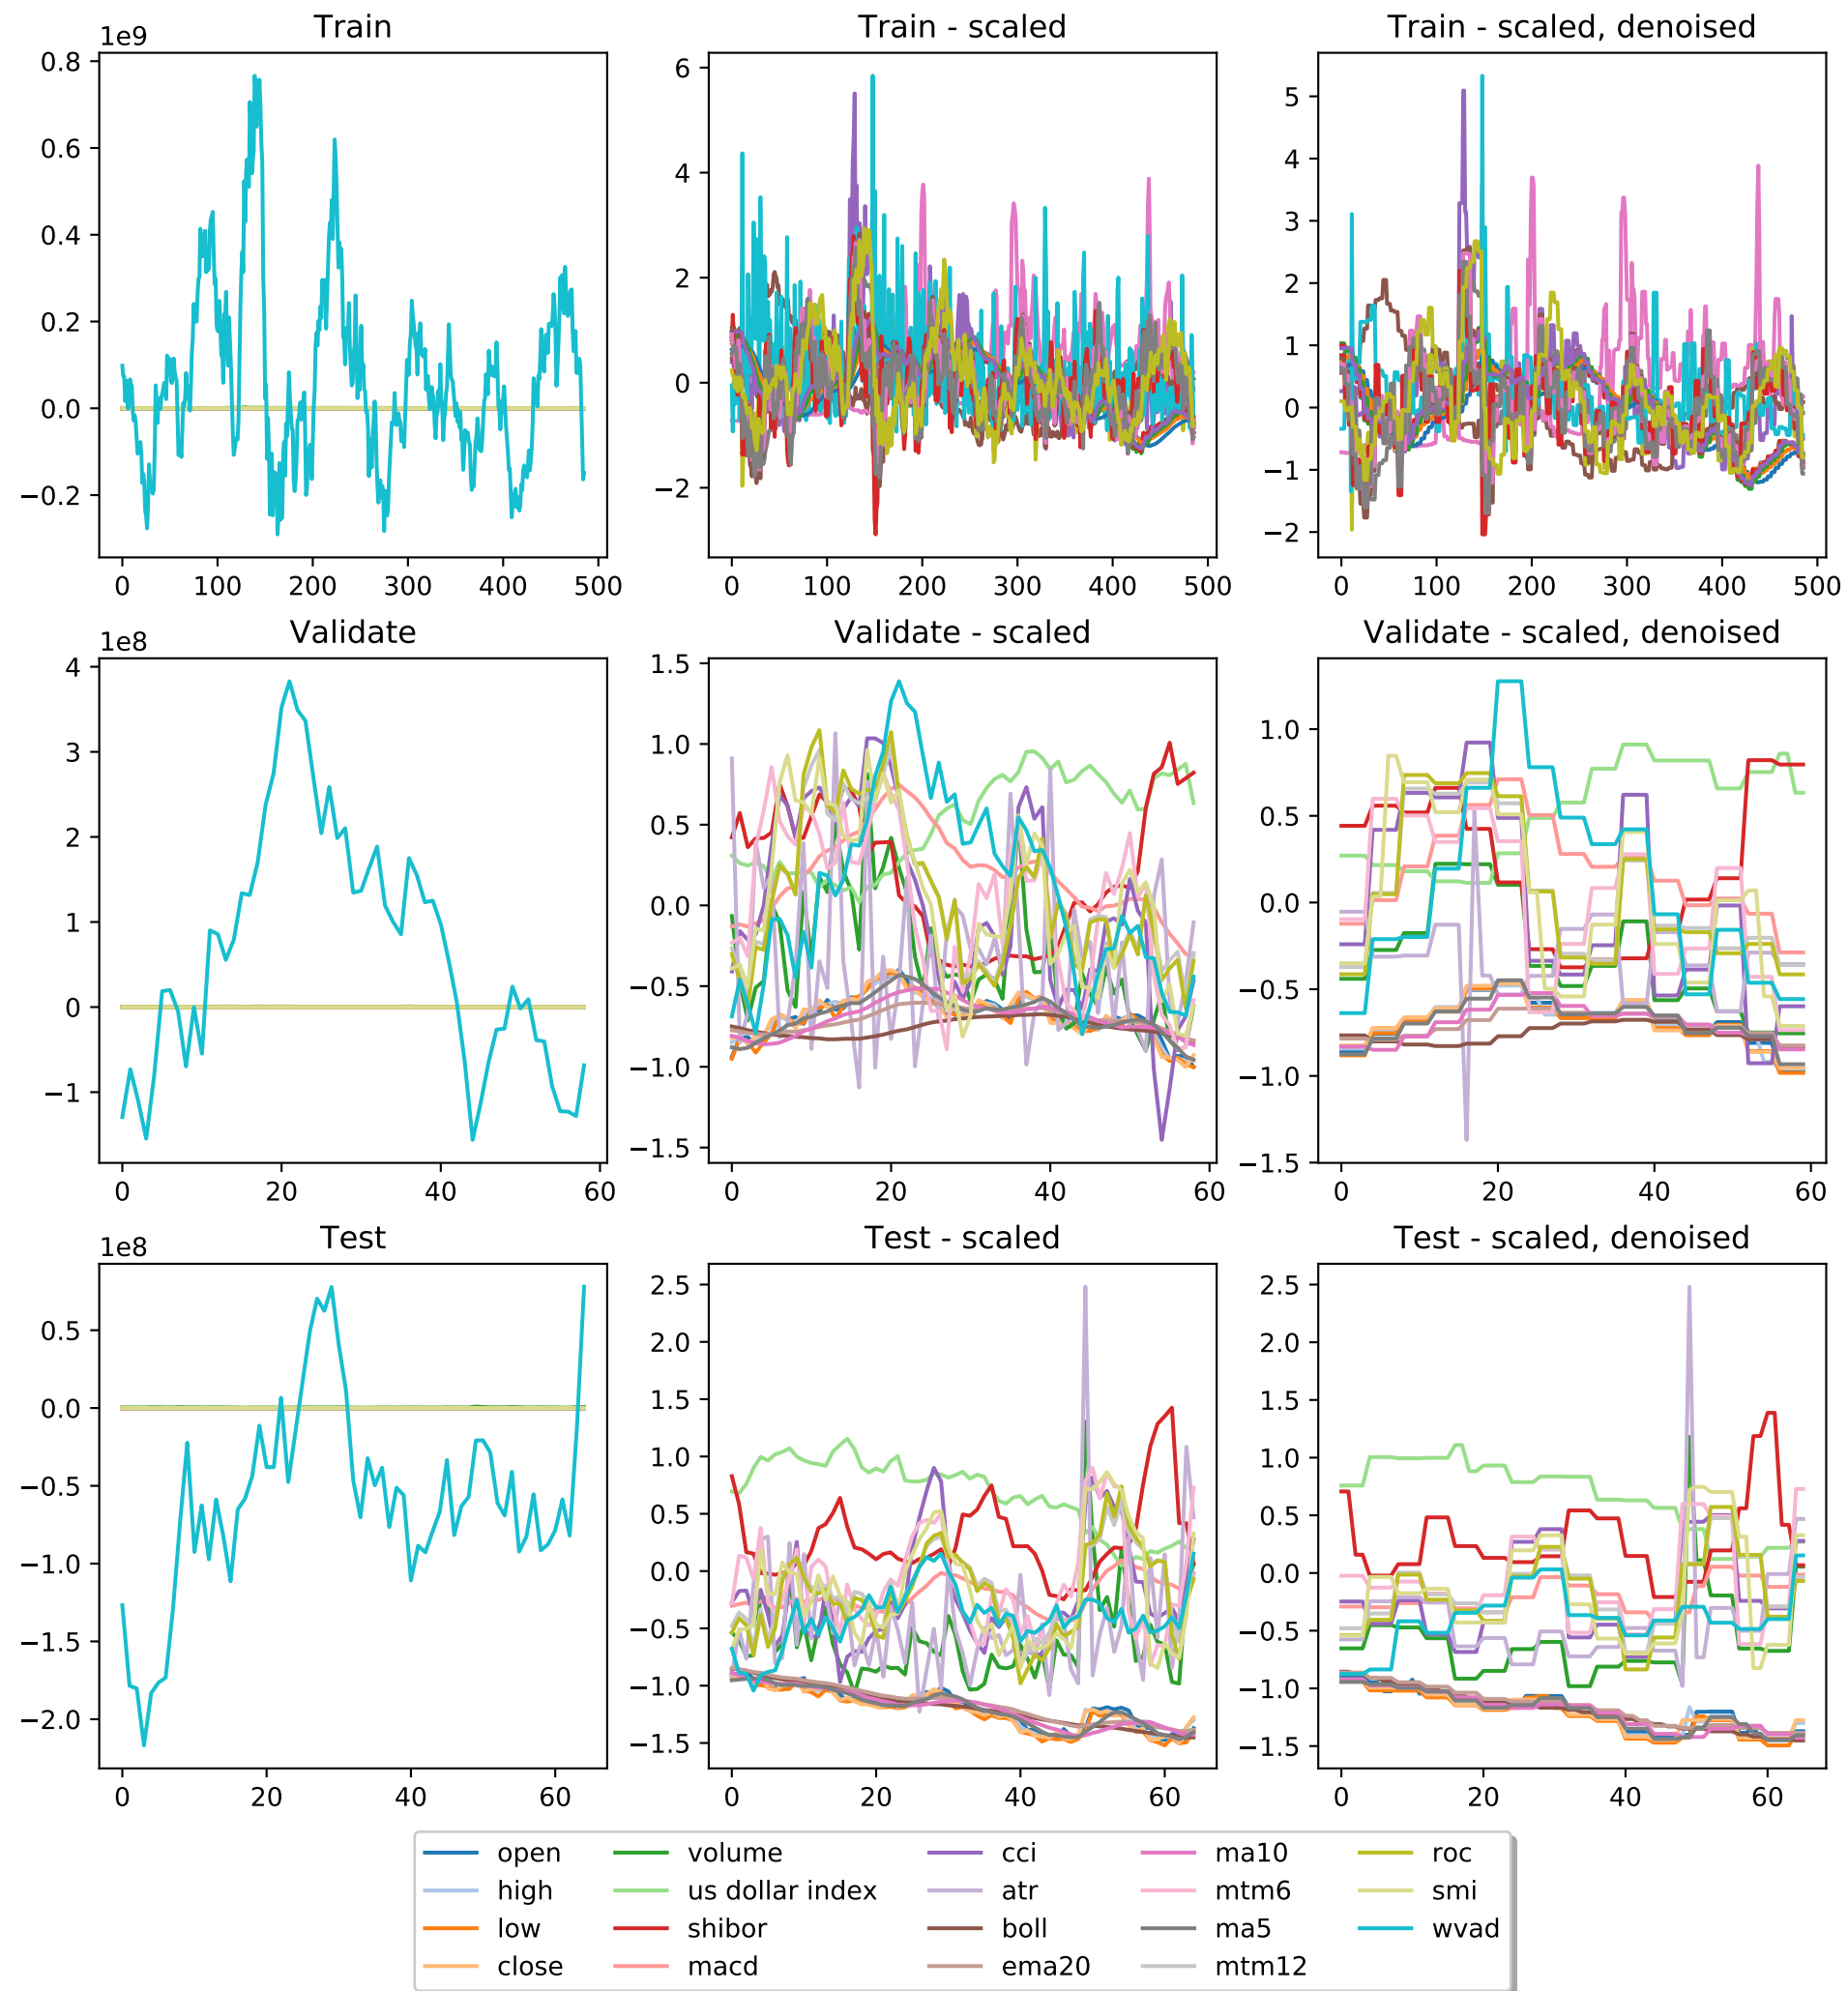 Train
1e9
0.8
0.6
0.4
0.2
0.0
−0.2
0 100 200 300 400 500
Train - scaled
6
4
2
0
−2
0 100 200 300 400 500
Train - scaled, denoised
5
4
3
2
1
0
−1
−2
0 100 200 300 400 500
Validate
1e8
4
3
2
1
0
−1
0 20 40 60
Validate - scaled
1.5
1.0
0.5
0.0
−0.5
−1.0
−1.5
0 20 40 60
Validate - scaled, denoised
1.0
0.5
0.0
−0.5
−1.0
−1.5
0 20 40 60
Test
1e8
0.5
0.0
−0.5
−1.0
−1.5
−2.0
0 20 40 60
Test - scaled
2.5
2.0
1.5
1.0
0.5
0.0
−0.5
−1.0
−1.5
0 20 40 60
Test - scaled, denoised
2.5
2.0
1.5
1.0
0.5
0.0
−0.5
−1.0
−1.5
0 20 40 60
open
high
low
close
volume
us dollar index
shibor
macd
cci
atr
boll
ema20
ma10
mtm6
ma5
mtm12
roc
smi
wvad